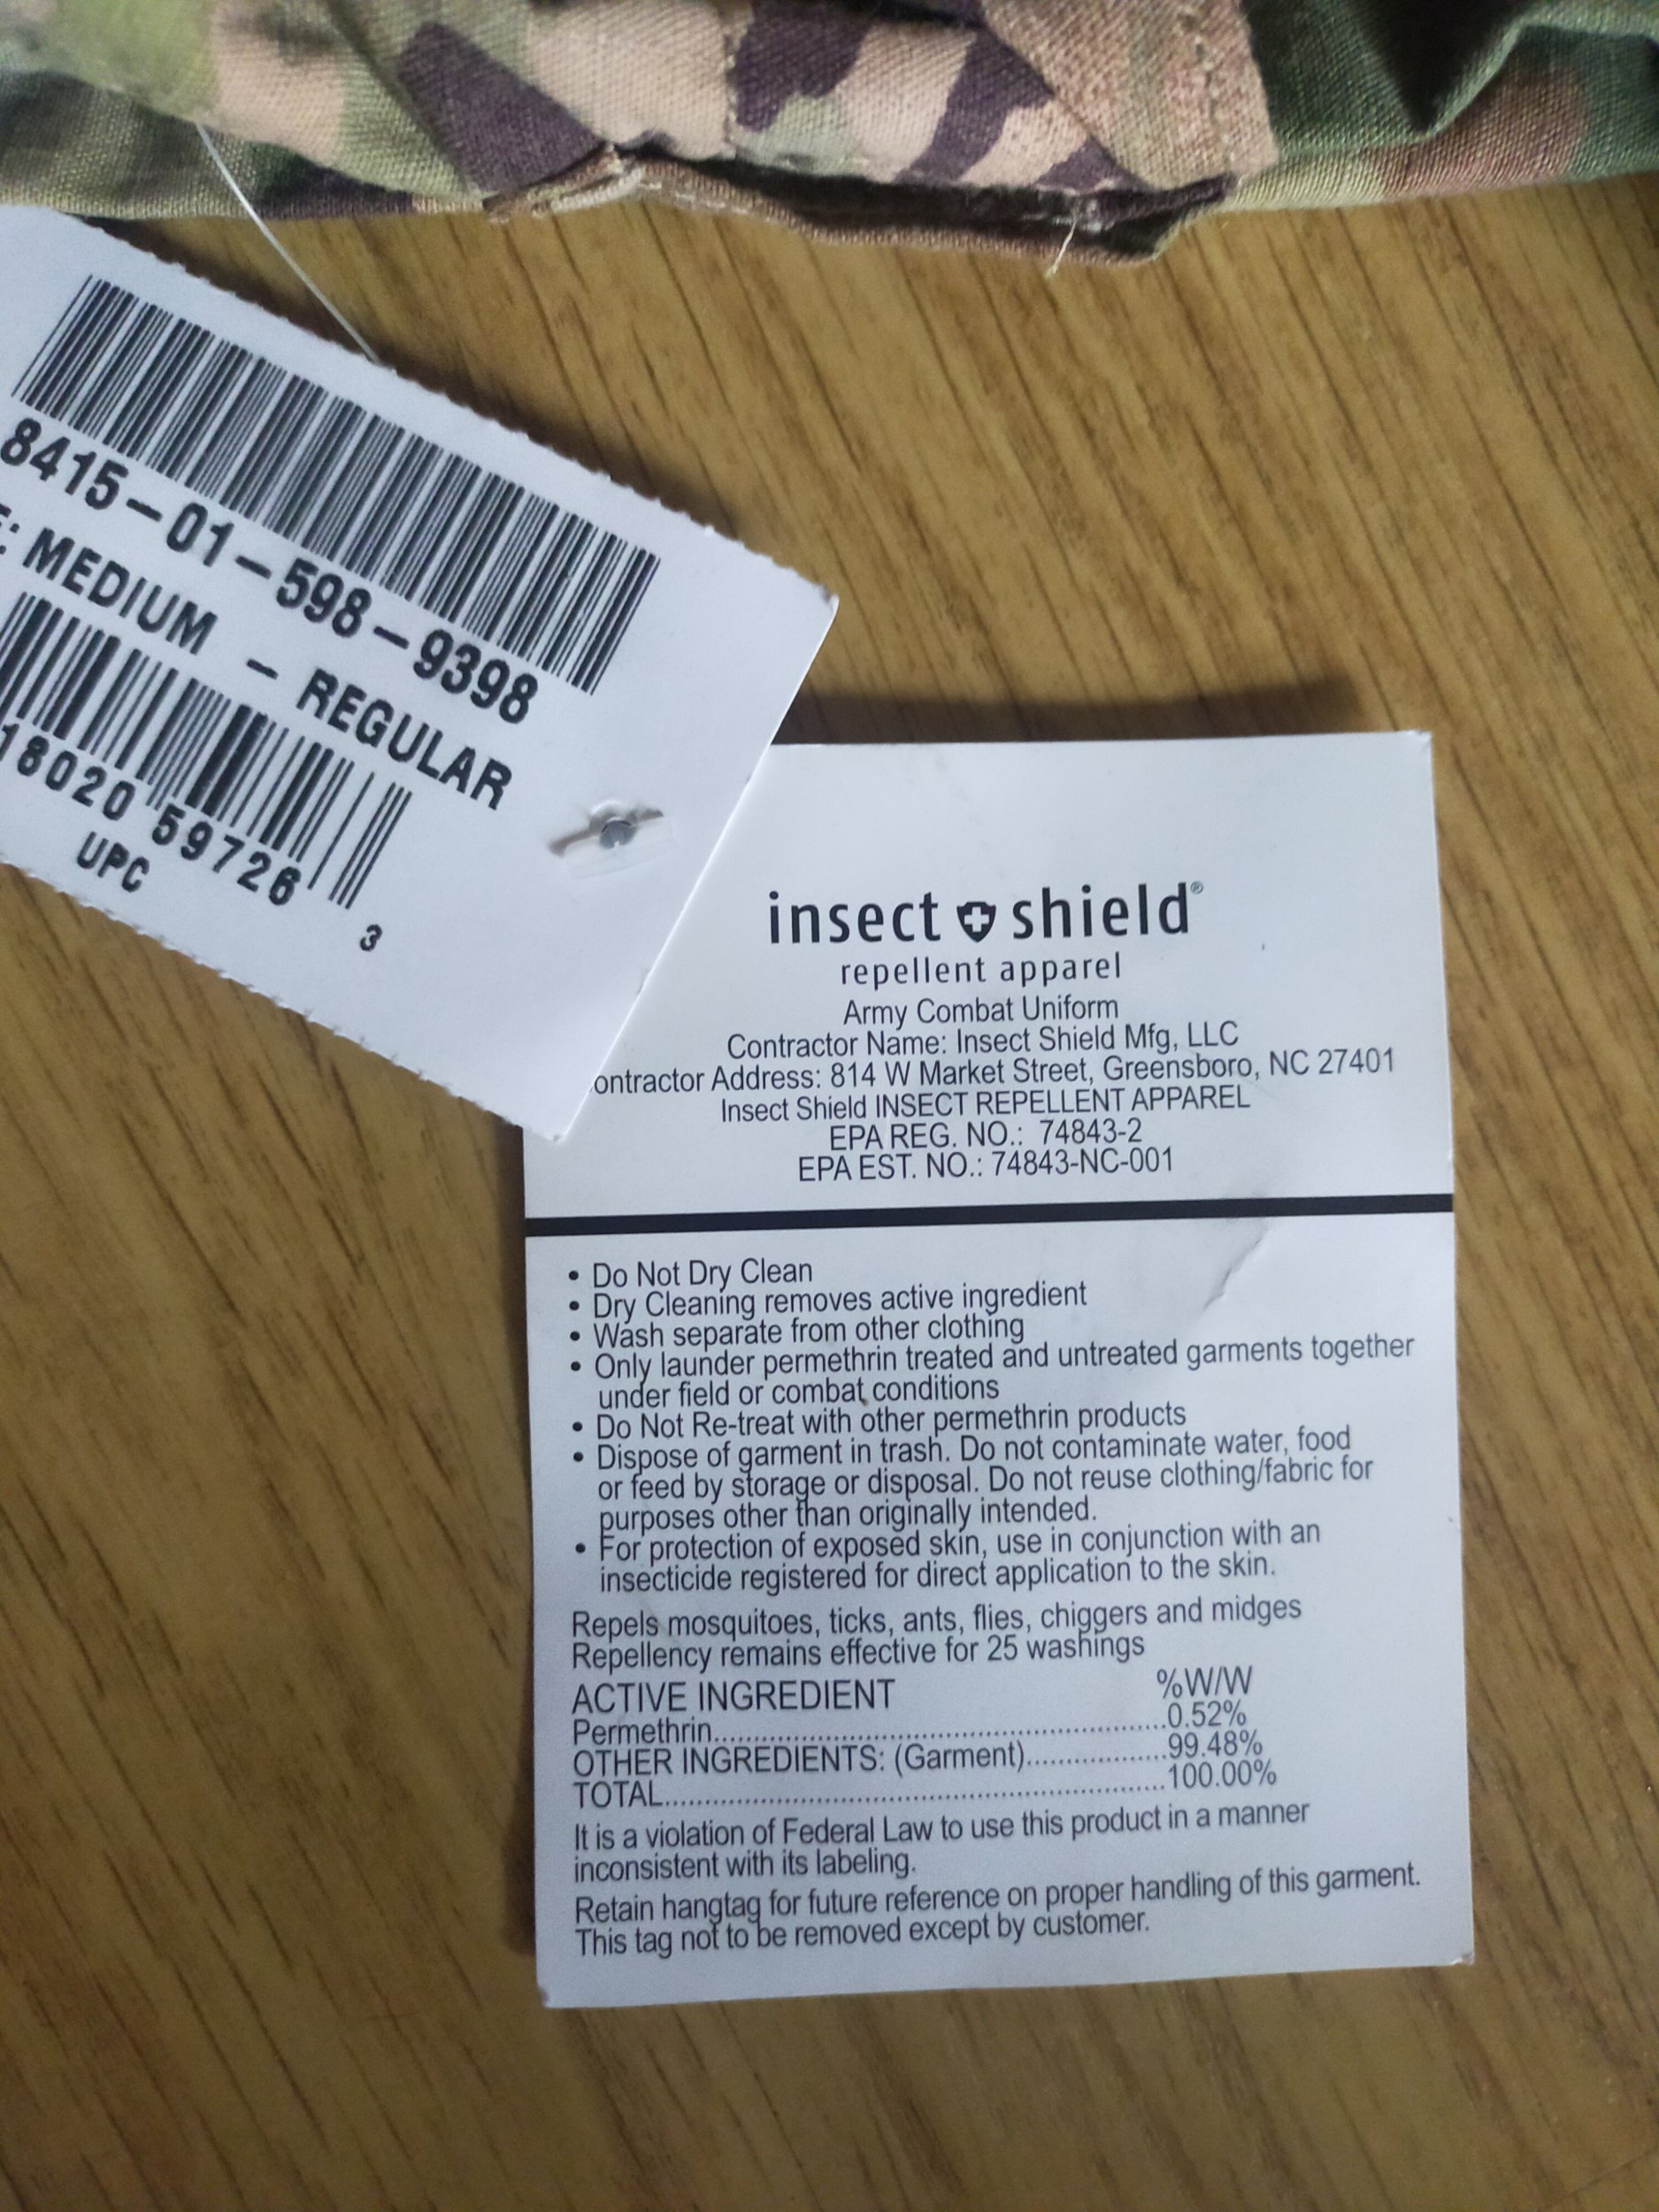 8415-01-598-9398
: MEDIUM - REGULAR
18020 59726 3
UPC
insect shield®
repellent apparel
Army Combat Uniform
Contractor Name: Insect Shield Mfg, LLC
ontractor Address: 814 W Market Street, Greensboro, NC 27401
Insect Shield INSECT REPELLENT APPAREL
EPA REG. NO.: 74843-2
EPA EST. NO.: 74843-NC-001
• Do Not Dry Clean
• Dry Cleaning removes active ingredient
• Wash separate from other clothing
• Only launder permethrin treated and untreated garments together
under field or combat conditions
• Do Not Re-treat with other permethrin products
• Dispose of garment in trash. Do not contaminate water, food
or feed by storage or disposal. Do not reuse clothing/fabric for
purposes other than originally intended.
• For protection of exposed skin, use in conjunction with an
insecticide registered for direct application to the skin.
Repels mosquitoes, ticks, ants, flies, chiggers and midges
Repellency remains effective for 25 washings
ACTIVE INGREDIENT %W/W
Permethrin............0.52%
OTHER INGREDIENTS: (Garment)............99.48%
TOTAL............100.00%
It is a violation of Federal Law to use this product in a manner
inconsistent with its labeling.
Retain hangtag for future reference on proper handling of this garment.
This tag not to be removed except by customer.